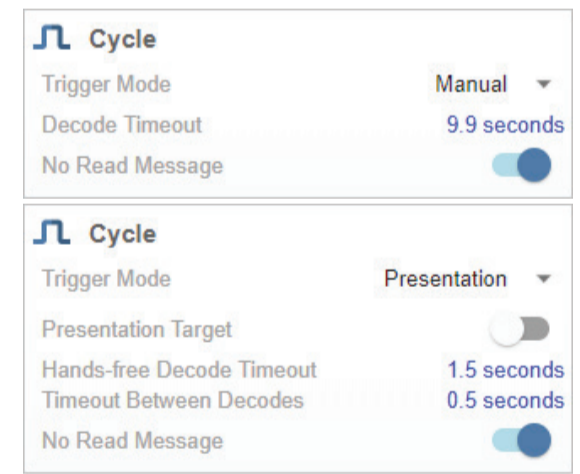 Cycle
Trigger Mode Manual
Decode Timeout 9.9 seconds
No Read Message
Cycle
Trigger Mode Presentation
Presentation Target
Hands-free Decode Timeout 1.5 seconds
Timeout Between Decodes 0.5 seconds
No Read Message